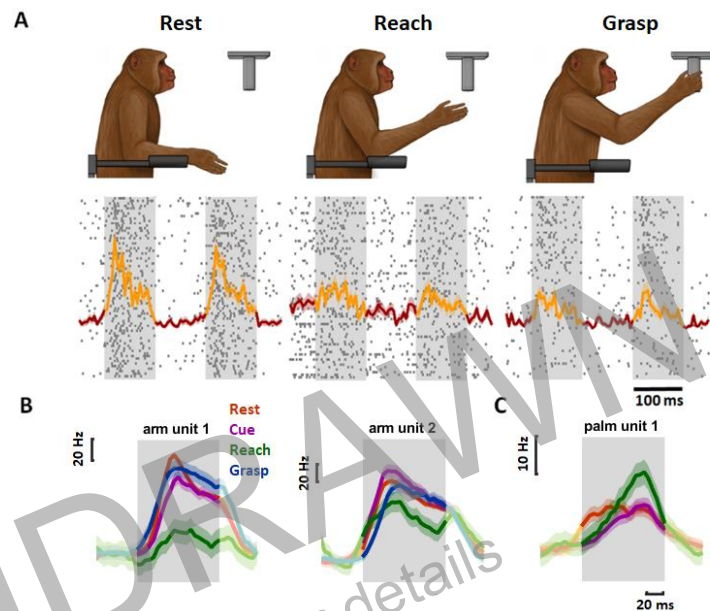 A
Rest
Reach
Grasp
100 ms
B
C
arm unit 1
Rest
Cue
Reach
Grasp
20 Hz
arm unit 2
20 Hz
palm unit 1
10 Hz
20 ms
DRAWN
details